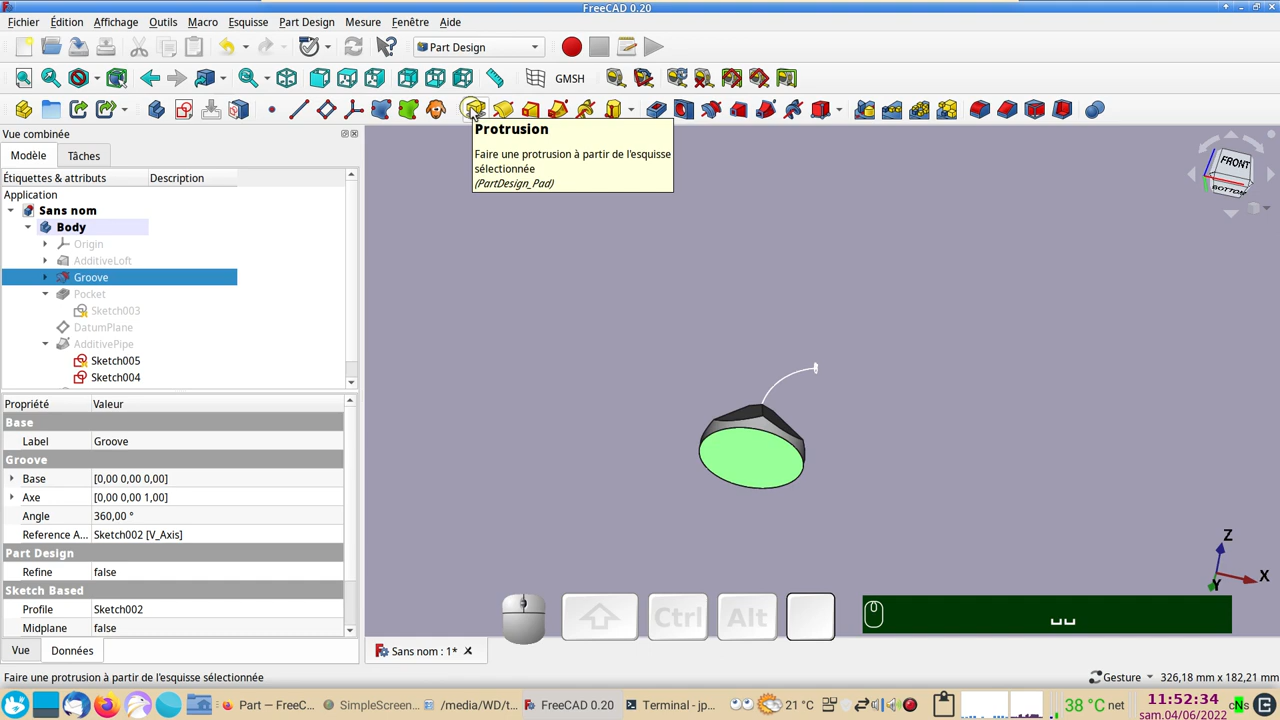 FreeCAD 0.20
Fichier Édition Affichage Outils Macro Esquisse Part Design Mesure Fenêtre Aide
Part Design
GMSH
Vue combinée
Protrusion
Faire une protrusion à partir de l'esquisse
sélectionnée
(PartDesign_Pad)
Modèle Tâches
Étiquettes & attributs Description
Application
Sans nom
Body
Origin
AdditiveLoft
Groove
Pocket
Sketch003
DatumPlane
AdditivePipe
Sketch005
Sketch004
FRONT
BOTTOM
Propriété Valeur
Base
Label Groove
Groove
Base [0,00 0,00 0,00]
Axe [0,00 0,00 1,00]
Angle 360,00 °
Reference A... Sketch002 [V_Axis]
Part Design
Refine false
Sketch Based
Profile Sketch002
Midplane false
Z
X
Y
Ctrl Alt
Vue Données
Sans nom : 1*
Faire une protrusion à partir de l'esquisse sélectionnée
Gesture 326,18 mm x 182,21 mm
Part — FreeC... SimpleScreen... /media/WD/t... FreeCAD 0.20 Terminal - jp... 21 °C 38 °C net 11:52:34
sam.04/06/2022